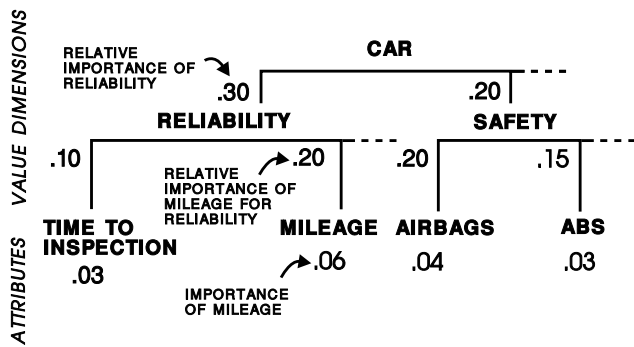 CAR
RELATIVE
IMPORTANCE OF
RELIABILITY
.30
.20
RELIABILITY
SAFETY
.10
.20
.20
.15
RELATIVE
IMPORTANCE OF
MILEAGE FOR
RELIABILITY
TIME TO
INSPECTION
MILEAGE
AIRBAGS
ABS
.03
.06
.04
.03
IMPORTANCE
OF MILEAGE
VALUE DIMENSIONS
ATTRIBUTES